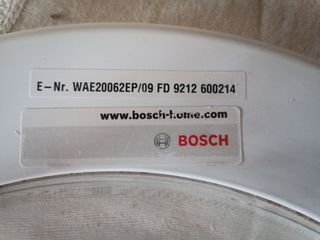 E-Nr. WAE20062EP/09 FD 9212 600214
www.bosch-home.com
BOSCH